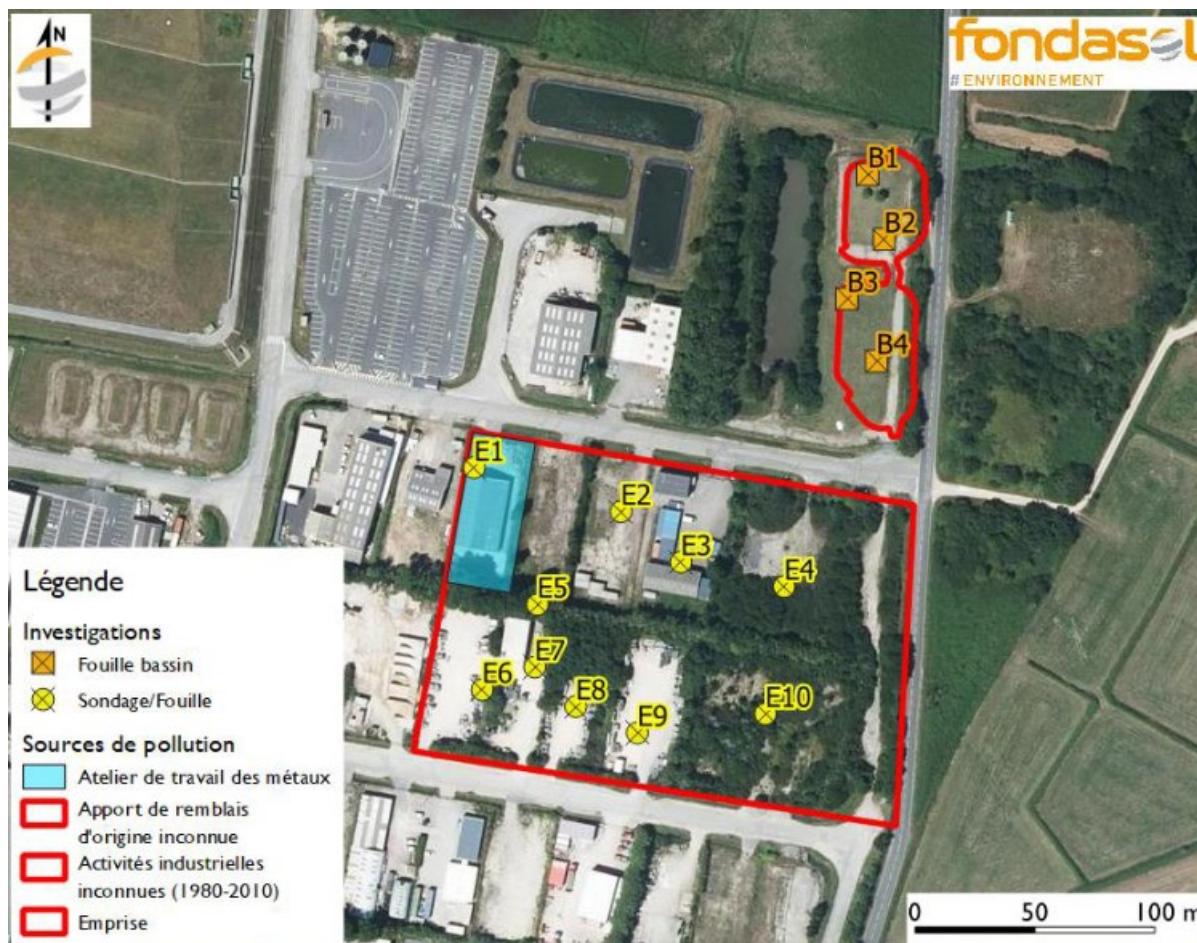 N
fondasol
# ENVIRONNEMENT
B1
B2
B3
B4
E1
E2
E3
E4
E5
E6
E7
E8
E9
E10
Légende
Investigations
Fouille bassin
Sondage/Fouille
Sources de pollution
Atelier de travail des métaux
Apport de remblais
d'origine inconnue
Activités industrielles
inconnues (1980-2010)
Emprise
0 50 100 m